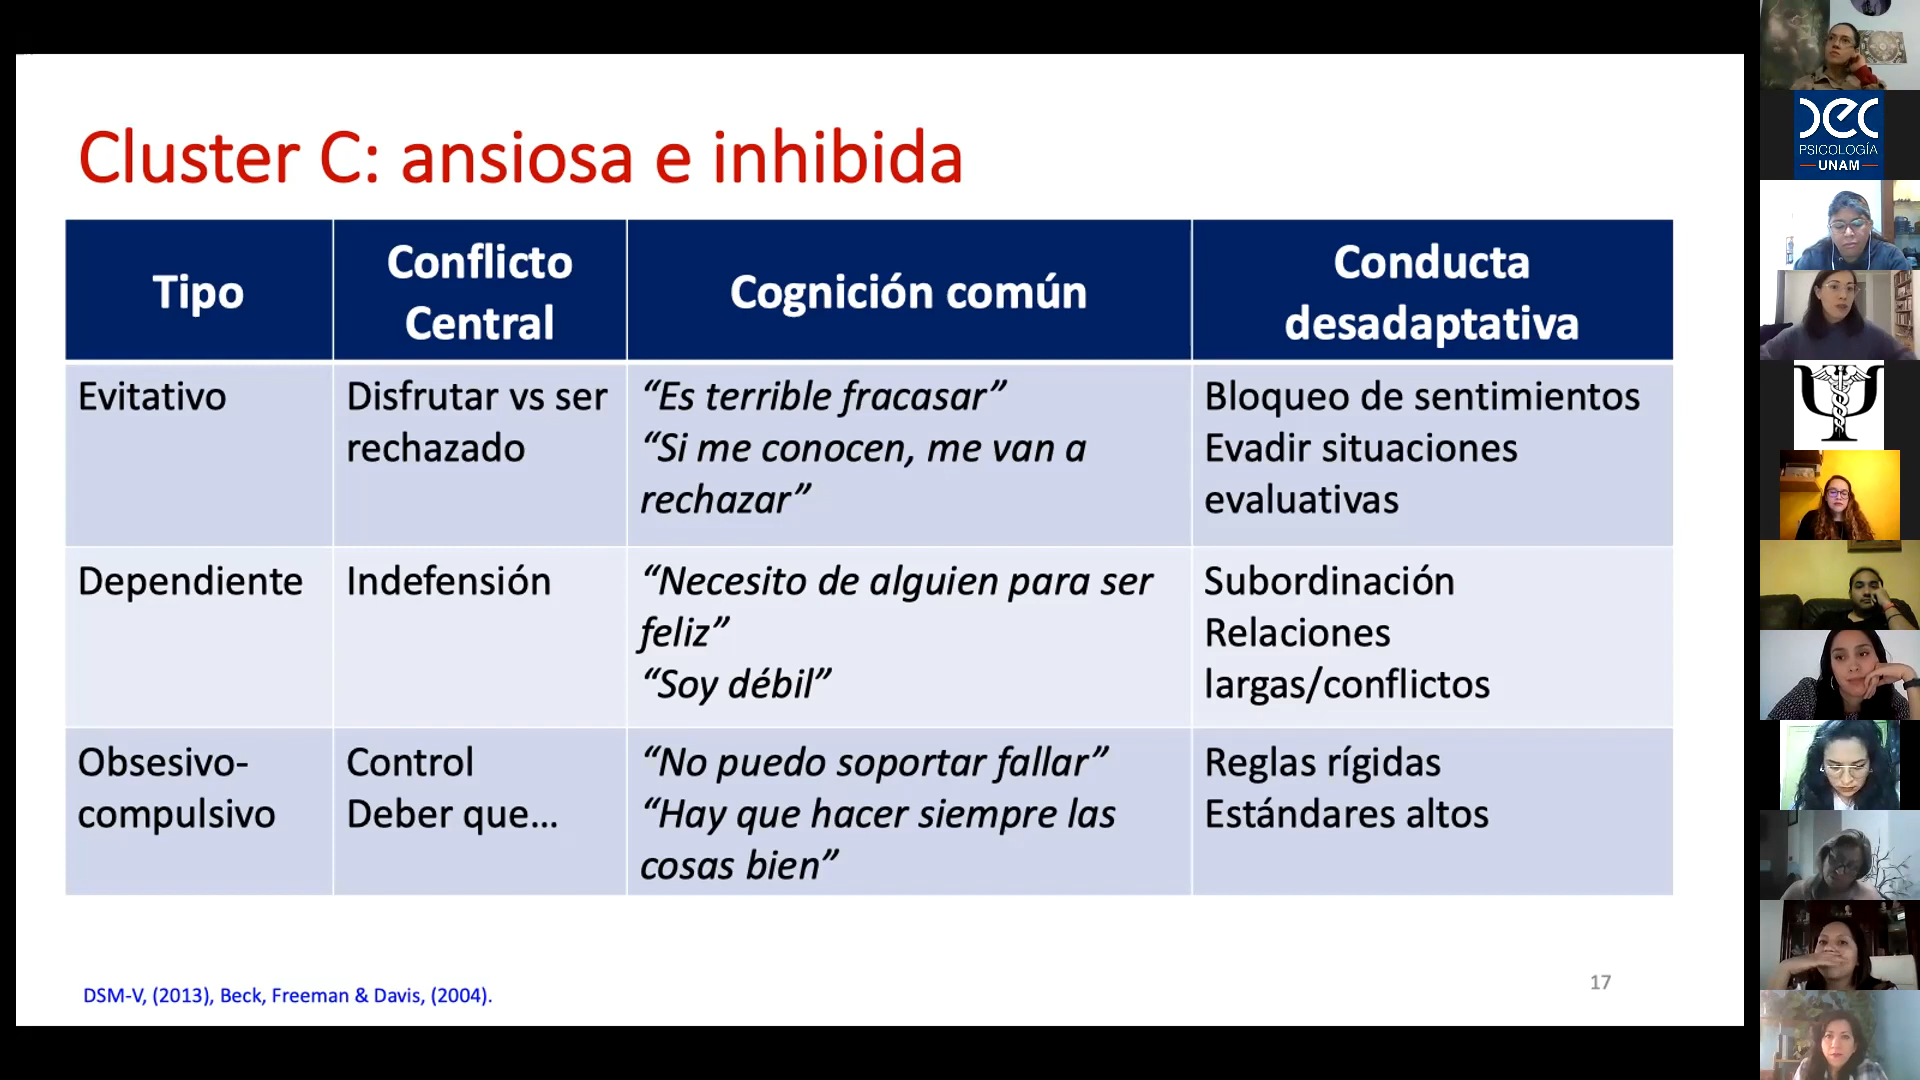 Cluster C: ansiosa e inhibida
Tipo
Conflicto
Central
Cognición común
Conducta
desadaptativa
Evitativo
Disfrutar vs ser
rechazado
“Es terrible fracasar”
“Si me conocen, me van a
rechazar”
Bloqueo de sentimientos
Evadir situaciones
evaluativas
Dependiente
Indefensión
“Necesito de alguien para ser
feliz”
“Soy débil”
Subordinación
Relaciones
largas/conflictos
Obsesivo-
compulsivo
Control
Deber que...
“No puedo soportar fallar”
“Hay que hacer siempre las
cosas bien”
Reglas rígidas
Estándares altos
DSM-V, (2013), Beck, Freeman & Davis, (2004).
17
DEC
PSICOLOGÍA
UNAM